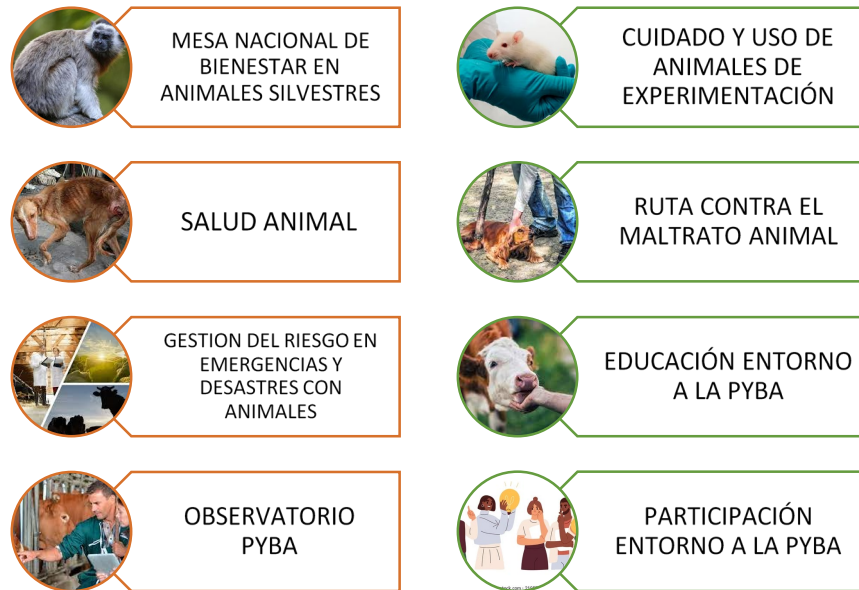 MESA NACIONAL DE
BIENESTAR EN
ANIMALES SILVESTRES
CUIDADO Y USO DE
ANIMALES DE
EXPERIMENTACIÓN
SALUD ANIMAL
RUTA CONTRA EL
MALTRATO ANIMAL
GESTION DEL RIESGO EN
EMERGENCIAS Y
DESASTRES CON
ANIMALES
EDUCACIÓN ENTORNO
A LA PYBA
OBSERVATORIO
PYBA
PARTICIPACIÓN
ENTORNO A LA PYBA